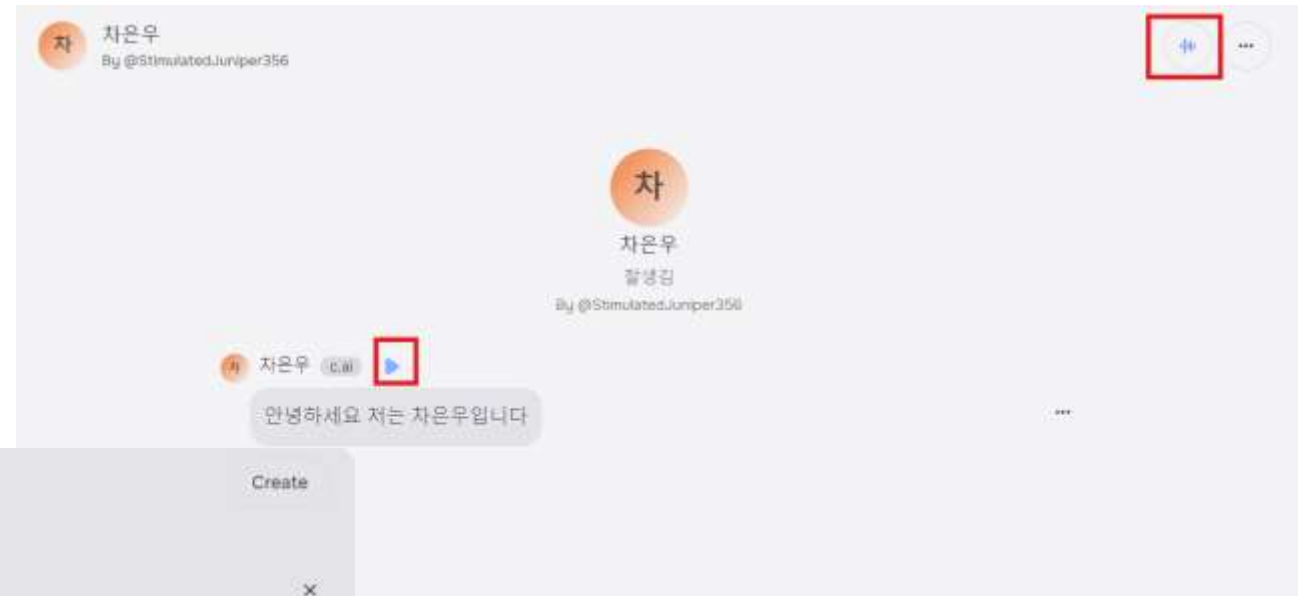 차
차은우
By @StimulatedJuniper356
차
차은우
잘생김
By @StimulatedJuniper356
차
차은우 c.ai
안녕하세요 저는 차은우입니다
Create